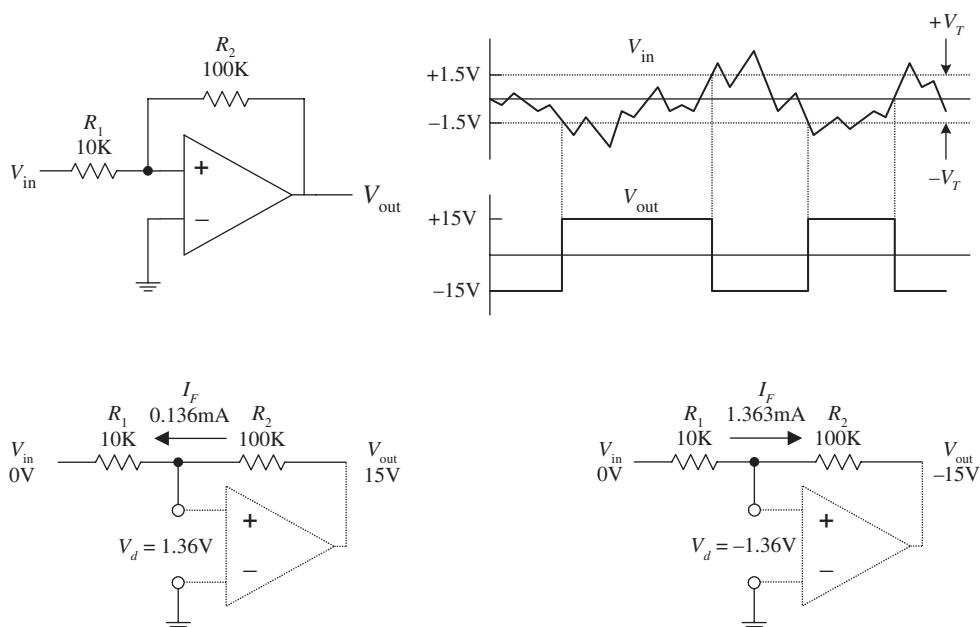 R2
100K
R1
10K
Vin
+
−
Vout
+VT
Vin
+1.5V
−1.5V
−VT
Vout
+15V
−15V
IF
0.136mA
R1
R2
10K
100K
Vin
Vout
0V
15V
+
Vd = 1.36V
−
IF
1.363mA
R1
R2
10K
100K
Vin
Vout
0V
−15V
+
Vd = −1.36V
−